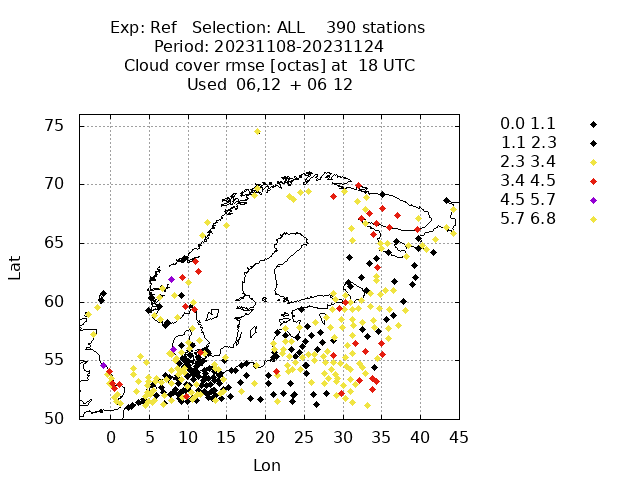 Exp: Ref   Selection: ALL    390 stations
Period: 20231108-20231124
Cloud cover rmse [octas] at  18 UTC
Used  06,12  + 06 12
75
70
65
60
55
50
0 5 10 15 20 25 30 35 40 45
Lat
Lon
0.0 1.1
1.1 2.3
2.3 3.4
3.4 4.5
4.5 5.7
5.7 6.8